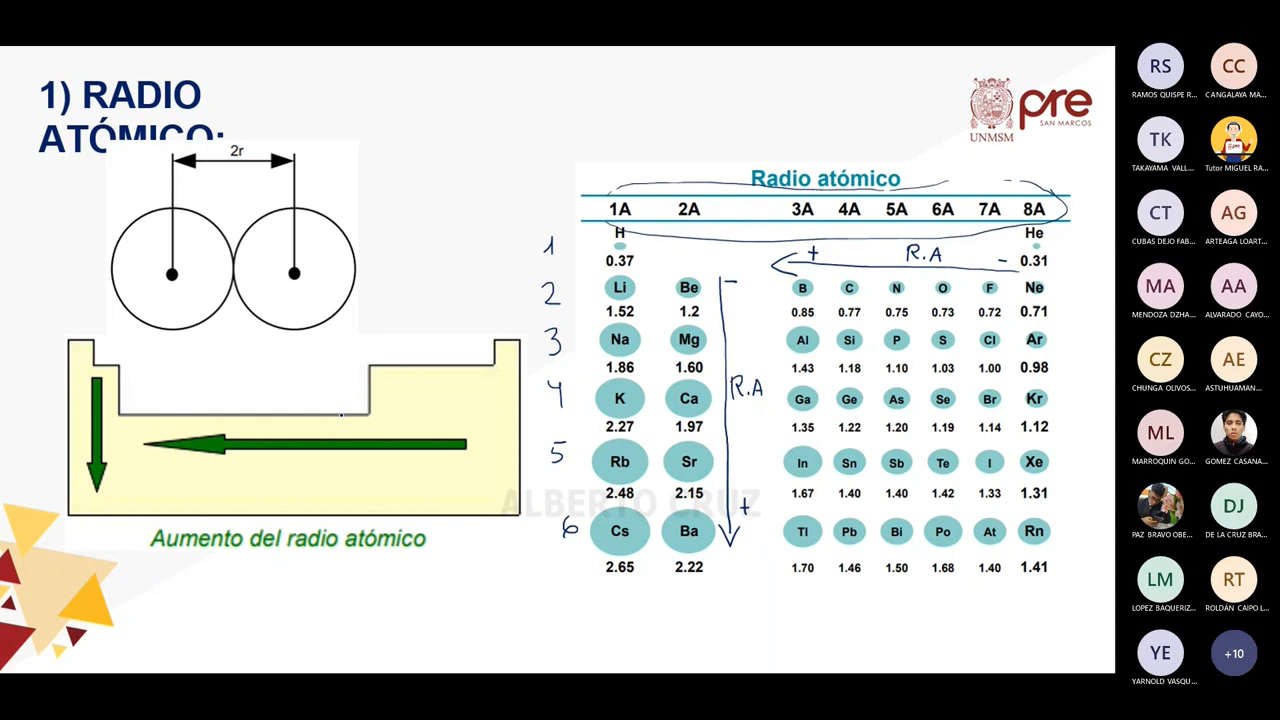 1) RADIO
ATÓMICO:
2r
Aumento del radio atómico
UNMSM
pre
SAN MARCOS
Radio atómico
1A 2A 3A 4A 5A 6A 7A 8A
1 H He
0.37 + R.A - 0.31
2 Li Be - B C N O F Ne
1.52 1.2 0.85 0.77 0.75 0.73 0.72 0.71
3 Na Mg Al Si P S Cl Ar
1.86 1.60 1.43 1.18 1.10 1.03 1.00 0.98
4 K Ca R.A Ga Ge As Se Br Kr
2.27 1.97 1.35 1.22 1.20 1.19 1.14 1.12
5 Rb Sr In Sn Sb Te I Xe
2.48 2.15 1.67 1.40 1.40 1.42 1.33 1.31
ALBERTO CRUZ
+
6 Cs Ba Tl Pb Bi Po At Rn
2.65 2.22 1.70 1.46 1.50 1.68 1.40 1.41
RS CC
RAMOS QUISPE R... CANGALAYA MA...
TK
TAKAYAMA VALL... Tutor MIGUEL RA...
CT AG
CUBAS DEJO FAB... ARTEAGA LOART...
MA AA
MENDOZA DZHA... ALVARADO CAYO...
CZ AE
CHUNGA OLIVOS... ASTUHUAMAN...
ML
MARROQUIN GO... GOMEZ CASANA...
DJ
PAZ BRAVO OBE... DE LA CRUZ BRA...
LM RT
LOPEZ BAQUERIZ... ROLDÁN CAIPO L...
YE +10
YARNOLD VASQU...